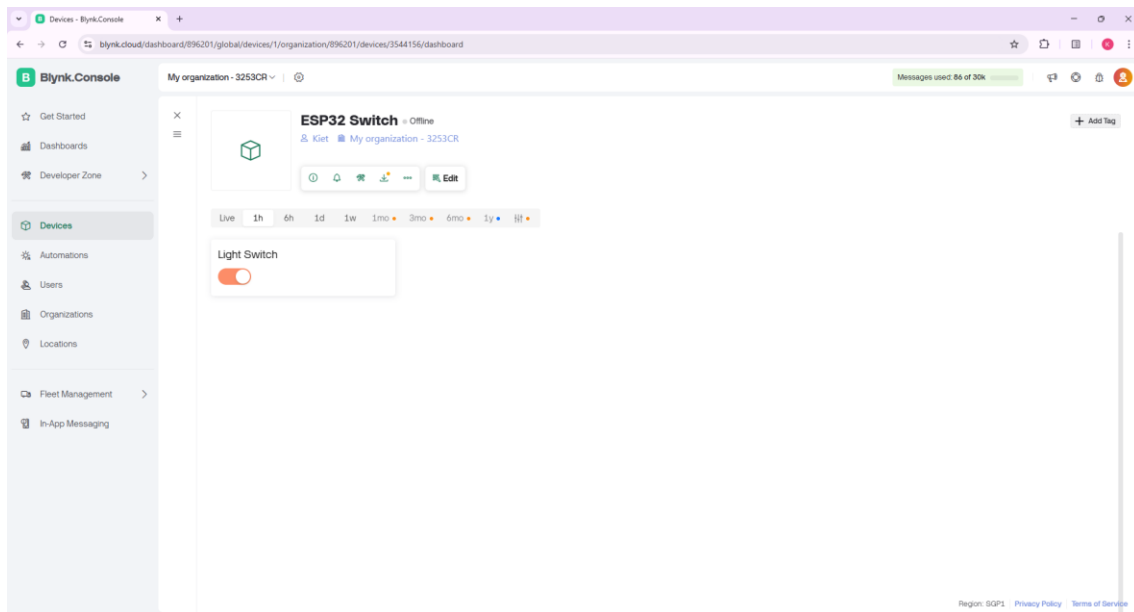 Devices - Blynk.Console
blynk.cloud/dashboard/896201/global/devices/1/organization/896201/devices/3544156/dashboard
B Blynk.Console
My organization - 3253CR
Messages used: 86 of 30k
Get Started
Dashboards
Developer Zone
Devices
Automations
Users
Organizations
Locations
Fleet Management
In-App Messaging
ESP32 Switch Offline
Kiet My organization - 3253CR
Add Tag
Edit
Live 1h 6h 1d 1w 1mo 3mo 6mo 1y
Light Switch
Region: SGP1 Privacy Policy Terms of Service